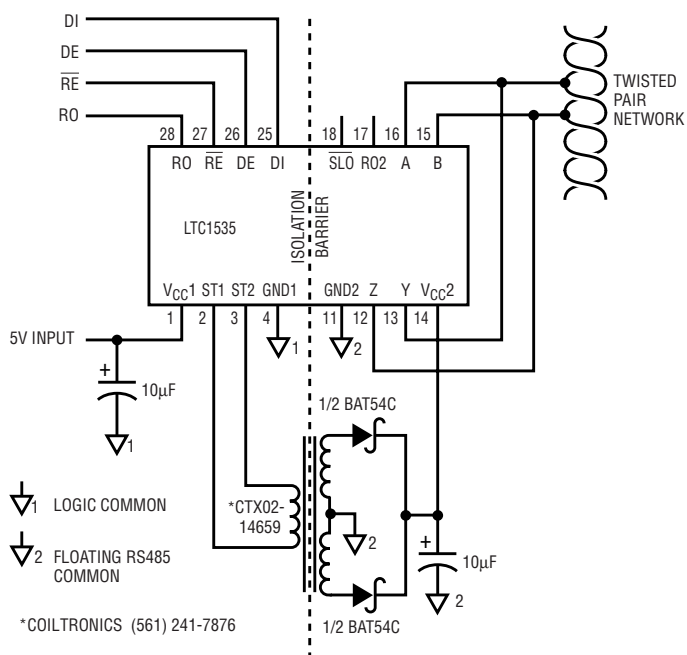 DI
DE
RE
RO
28 27 26 25 18 17 16 15
RO RE DE DI SLO RO2 A B
TWISTED
PAIR
NETWORK
LTC1535
ISOLATION
BARRIER
VCC1 ST1 ST2 GND1 GND2 Z Y VCC2
1 2 3 4 11 12 13 14
5V INPUT
1
2
+
10µF
1
1/2 BAT54C
1 LOGIC COMMON
*CTX02-
14659
2
+
10µF
2
2 FLOATING RS485
COMMON
*COILTRONICS (561) 241-7876
1/2 BAT54C